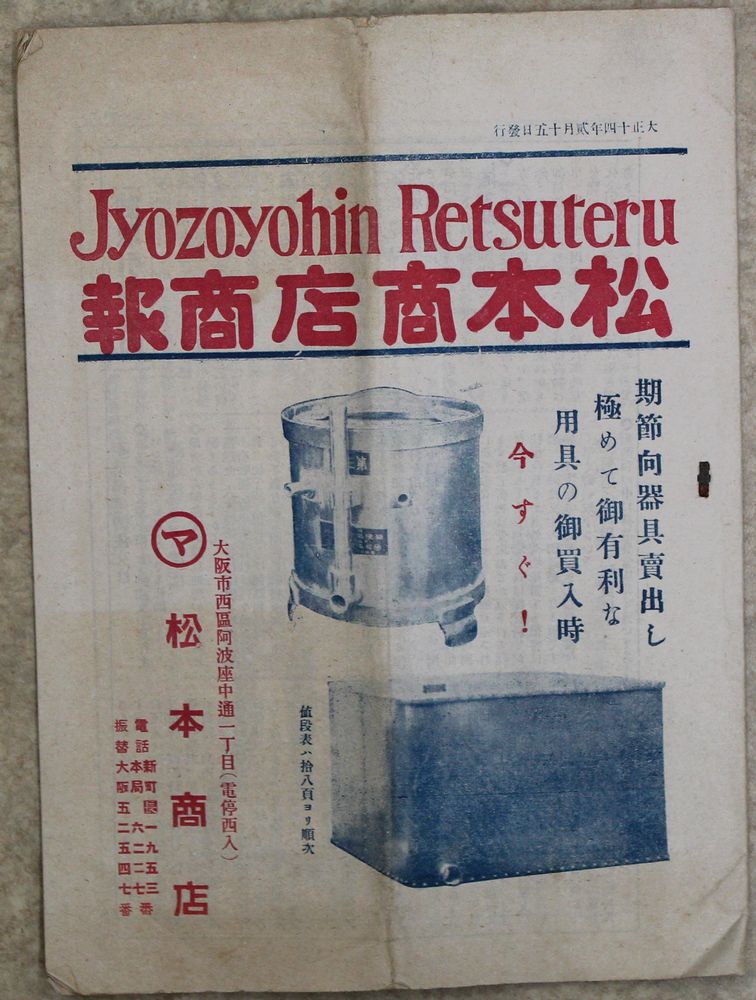 大正十四年貳月十五日發行
Jyozoyohin Retsuteru
松本商店商報
期節向器具賣出し
極めて御有利な
用具の御買入時
今すぐ！
値段表ハ拾八頁ヨリ順次
大阪市西區阿波座中通一丁目（電停西入）
マ 松本商店
電話 新町 一九五三
本局 六二二七番
振替大阪五二五四七番